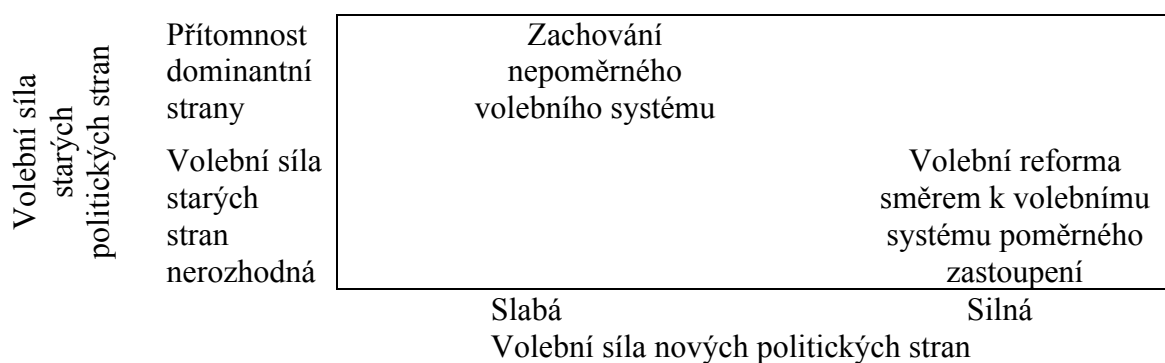 Volební síla
starých
politických stran
Přítomnost
dominantní
strany
Zachování
nepoměrného
volebního systému
Volební síla
starých
stran
nerozhodná
Volební reforma
směrem k volebnímu
systému poměrného
zastoupení
Slabá
Silná
Volební síla nových politických stran